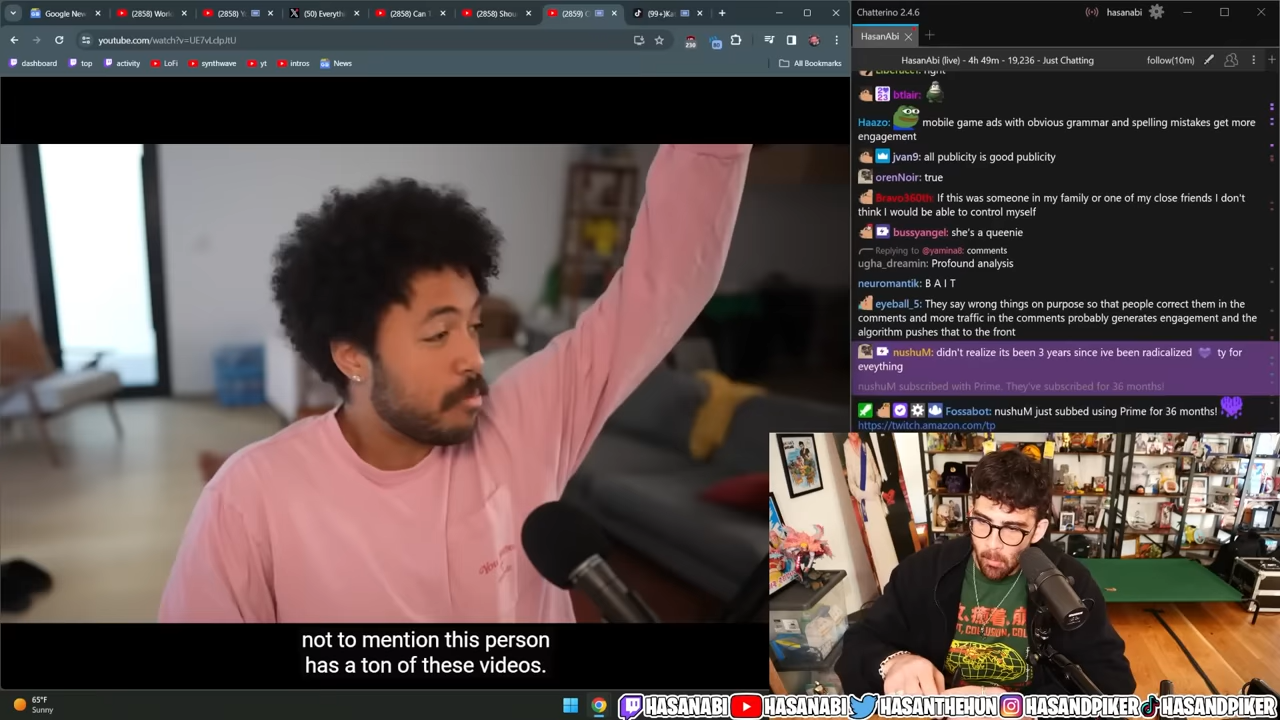 Google New
(2858) Work
(2858) Y
(50) Everyth
(2858) Can T
(2858) Shou
(2859) C
(99+)
Chatterino 2.4.6
hasanabi
youtube.com/watch?v=UE7vLclpJtU
230
80
HasanAbi
dashboard
top
activity
LoFi
synthwave
yt
intros
News
All Bookmarks
HasanAbi (live) - 4h 49m - 19,236 - Just Chatting
follow(10m)
right
btlair:
Haazo: mobile game ads with obvious grammar and spelling mistakes get more
engagement
jvan9: all publicity is good publicity
orenNoir: true
Bravo360th: If this was someone in my family or one of my close friends I don't
think I would be able to control myself
bussyangel: she's a queenie
Replying to @yamina8: comments
ugha_dreamin: Profound analysis
neuromantik: B A I T
eyeball_5: They say wrong things on purpose so that people correct them in the
comments and more traffic in the comments probably generates engagement and the
algorithm pushes that to the front
nushuM: didn't realize its been 3 years since ive been radicalized ty for
eveything
nushuM subscribed with Prime. They've subscribed for 36 months!
Fossabot: nushuM just subbed using Prime for 36 months!
https://twitch.amazon.com/tp
not to mention this person
has a ton of these videos.
65°F
Sunny
HASANABI
HASANABI
HASANTHEHUN
HASANDPIKER
HASANDPIKER